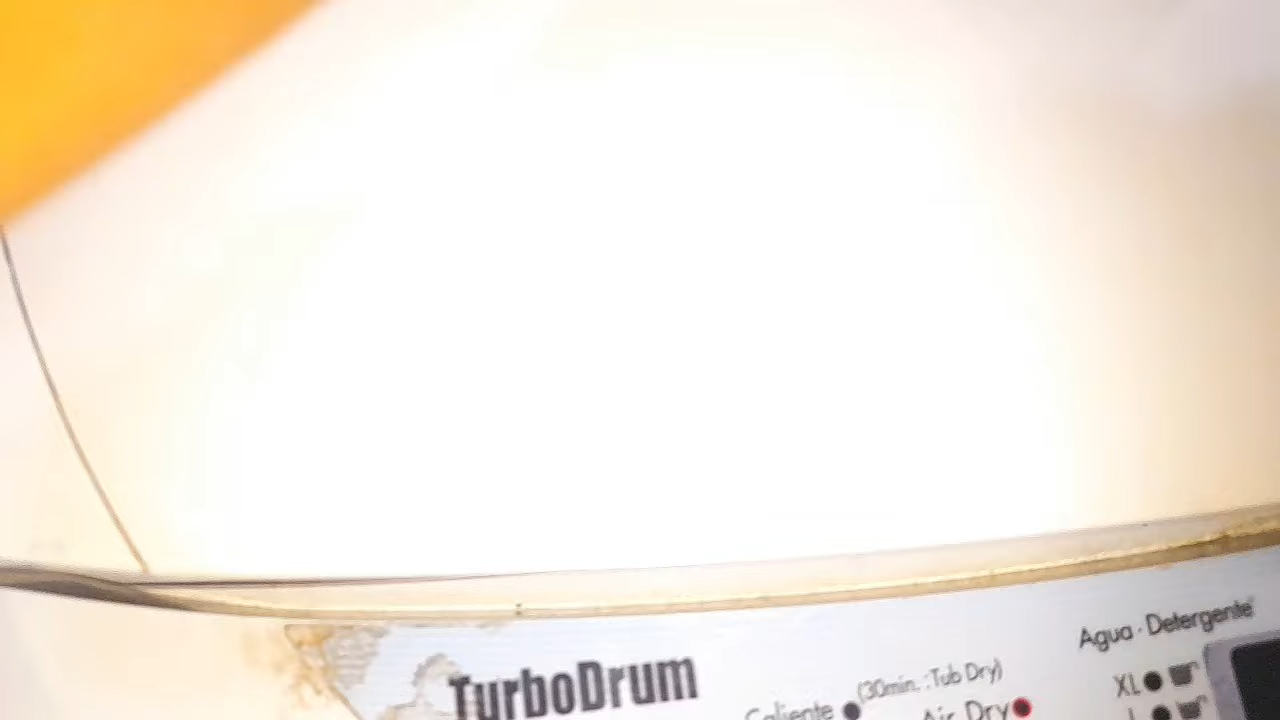 TurboDrum
(30min. :Tub Dry)
Caliente
Air Dry
Agua · Detergente
XL
L